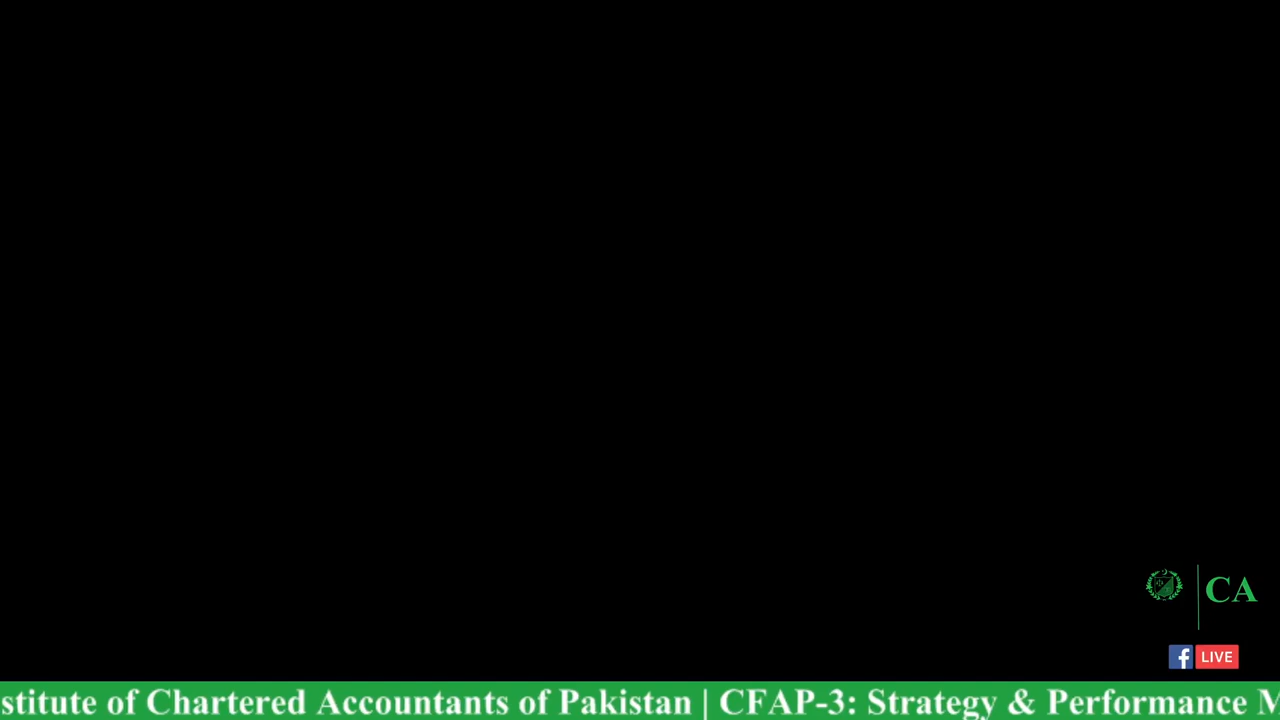 CA
f LIVE
stitute of Chartered Accountants of Pakistan | CFAP-3: Strategy & Performance M